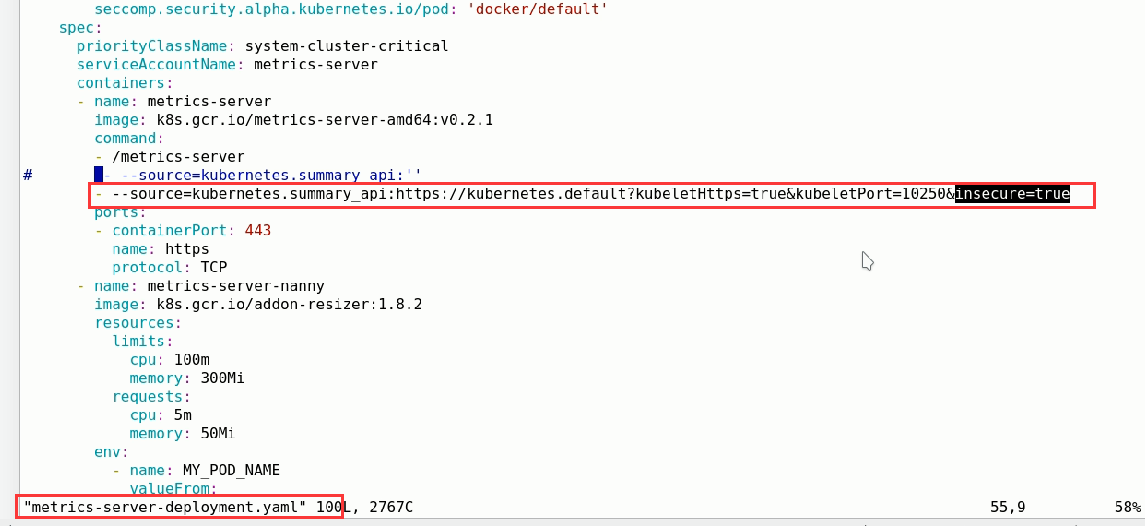 seccomp.security.alpha.kubernetes.io/pod: 'docker/default'
spec:
priorityClassName: system-cluster-critical
serviceAccountName: metrics-server
containers:
- name: metrics-server
image: k8s.gcr.io/metrics-server-amd64:v0.2.1
command:
- /metrics-server
# - --source=kubernetes.summary_api:''
- --source=kubernetes.summary_api:https://kubernetes.default?kubeletHttps=true&kubeletPort=10250&insecure=true
ports:
- containerPort: 443
name: https
protocol: TCP
- name: metrics-server-nanny
image: k8s.gcr.io/addon-resizer:1.8.2
resources:
limits:
cpu: 100m
memory: 300Mi
requests:
cpu: 5m
memory: 50Mi
env:
- name: MY_POD_NAME
valueFrom:
"metrics-server-deployment.yaml" 100L, 2767C 55,9 58%